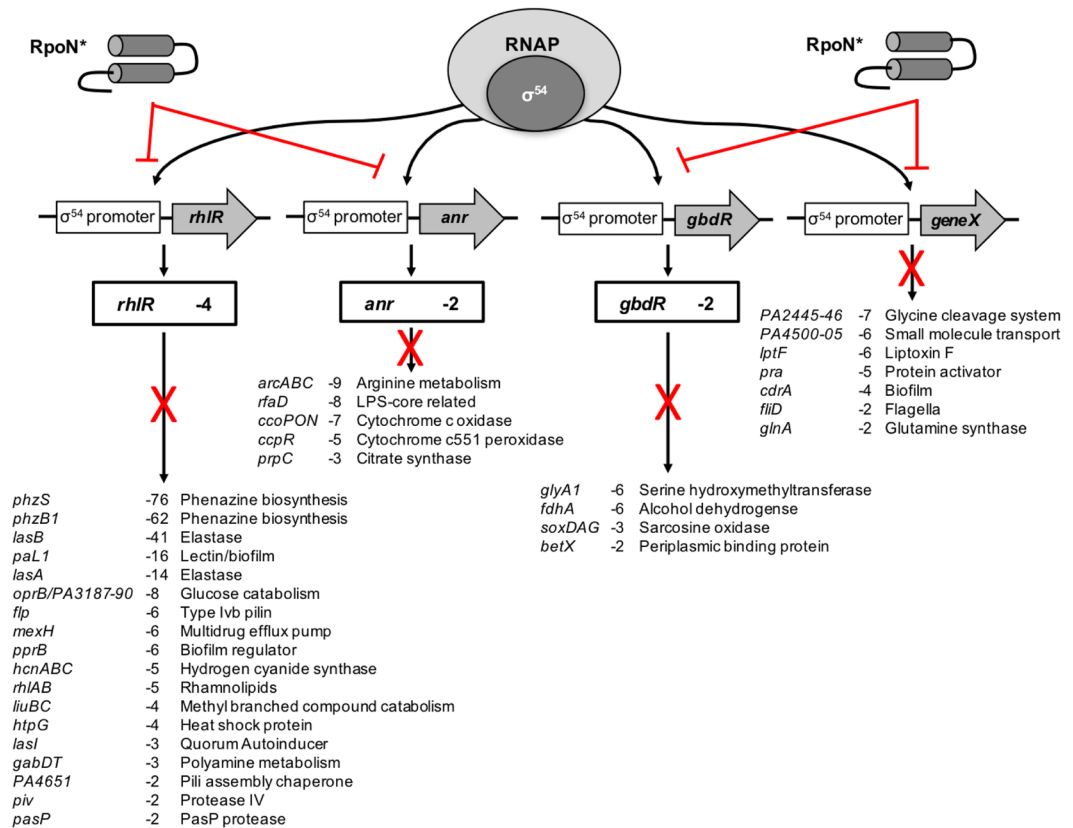 RpoN*
RNAP
σ54
RpoN*
σ54 promoter
rhlR
σ54 promoter
anr
σ54 promoter
gbdR
σ54 promoter
geneX
rhlR -4
anr -2
gbdR -2
PA2445-46 -7 Glycine cleavage system
PA4500-05 -6 Small molecule transport
lptF -6 Liptoxin F
pra -5 Protein activator
cdrA -4 Biofilm
fliD -2 Flagella
glnA -2 Glutamine synthase
arcABC -9 Arginine metabolism
rfaD -8 LPS-core related
ccoPON -7 Cytochrome c oxidase
ccpR -5 Cytochrome c551 peroxidase
prpC -3 Citrate synthase
glyA1 -6 Serine hydroxymethyltransferase
fdhA -6 Alcohol dehydrogense
soxDAG -3 Sarcosine oxidase
betX -2 Periplasmic binding protein
phzS -76 Phenazine biosynthesis
phzB1 -62 Phenazine biosynthesis
lasB -41 Elastase
paL1 -16 Lectin/biofilm
lasA -14 Elastase
oprB/PA3187-90 -8 Glucose catabolism
flp -6 Type Ivb pilin
mexH -6 Multidrug efflux pump
pprB -6 Biofilm regulator
hcnABC -5 Hydrogen cyanide synthase
rhlAB -5 Rhamnolipids
liuBC -4 Methyl branched compound catabolism
htpG -4 Heat shock protein
lasI -3 Quorum Autoinducer
gabDT -3 Polyamine metabolism
PA4651 -2 Pili assembly chaperone
piv -2 Protease IV
pasP -2 PasP protease